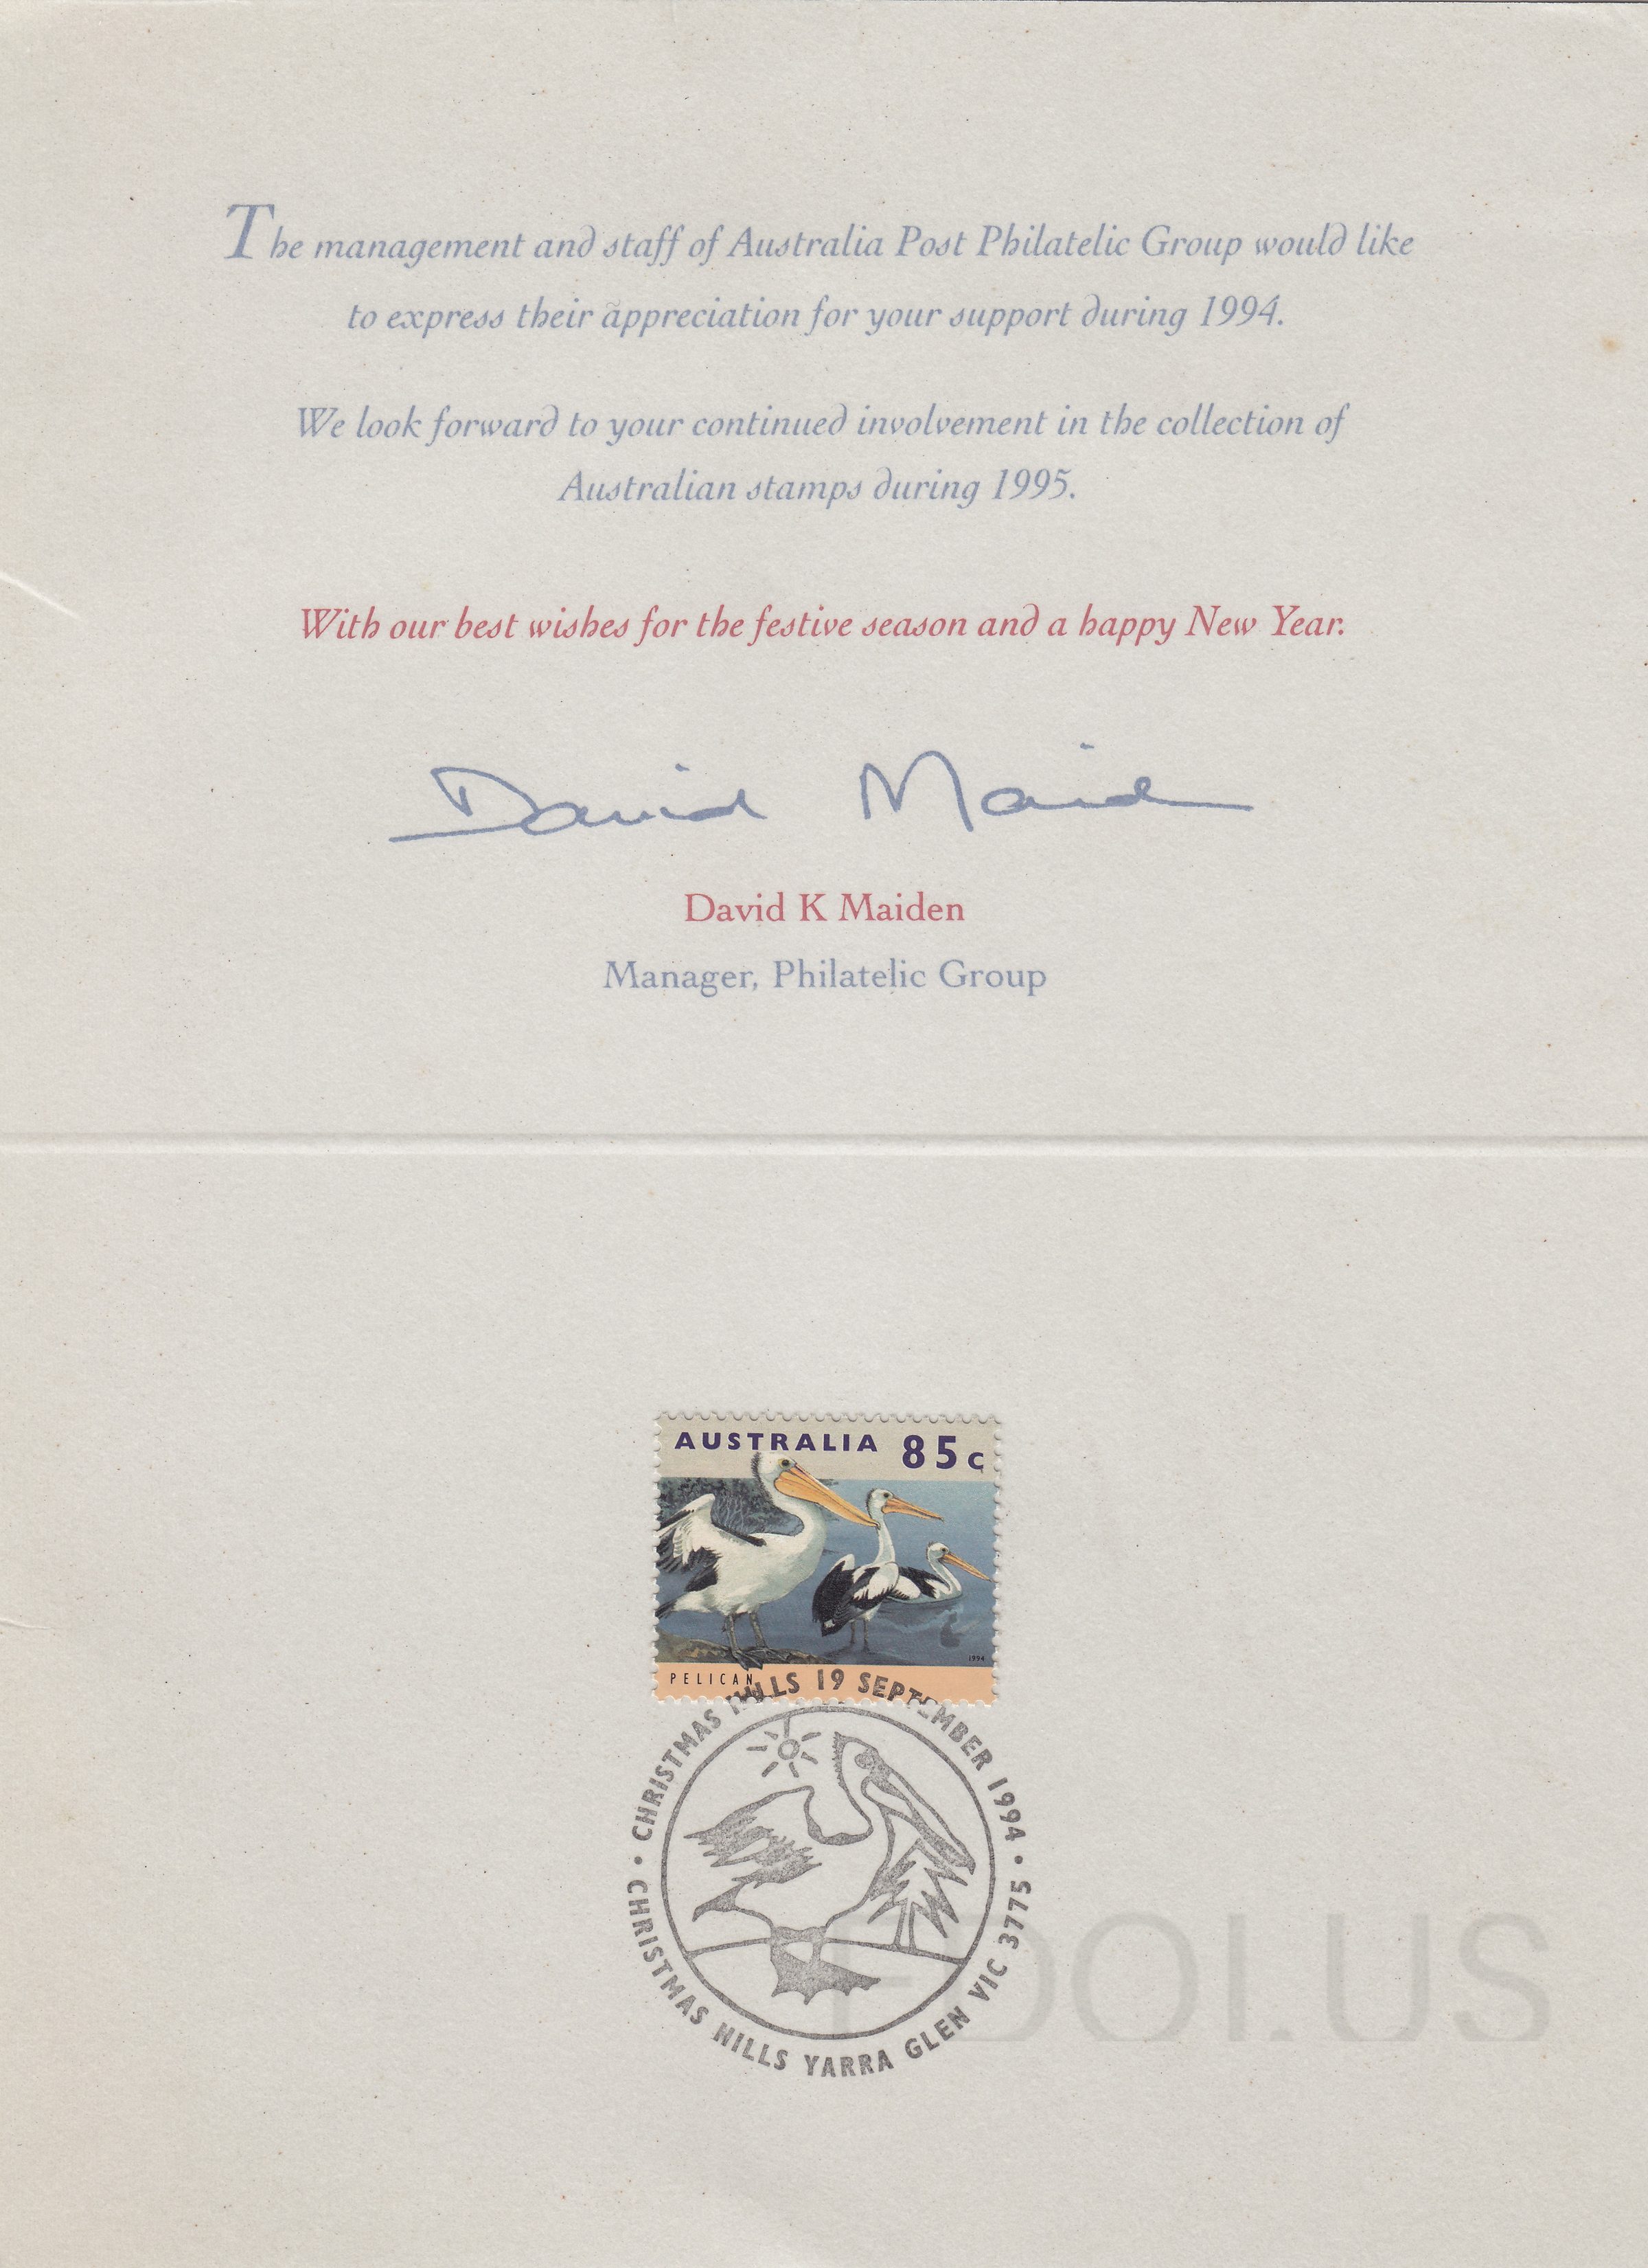 The management and staff of Australia Post Philatelic Group would like
to express their appreciation for your support during 1994.
We look forward to your continued involvement in the collection of
Australian stamps during 1995.
With our best wishes for the festive season and a happy New Year.
David Maiden
David K Maiden
Manager, Philatelic Group
AUSTRALIA 85c
1994
PELICAN
CHRISTMAS HILLS 19 SEPTEMBER 1994
• CHRISTMAS HILLS YARRA GLEN VIC 3775 •